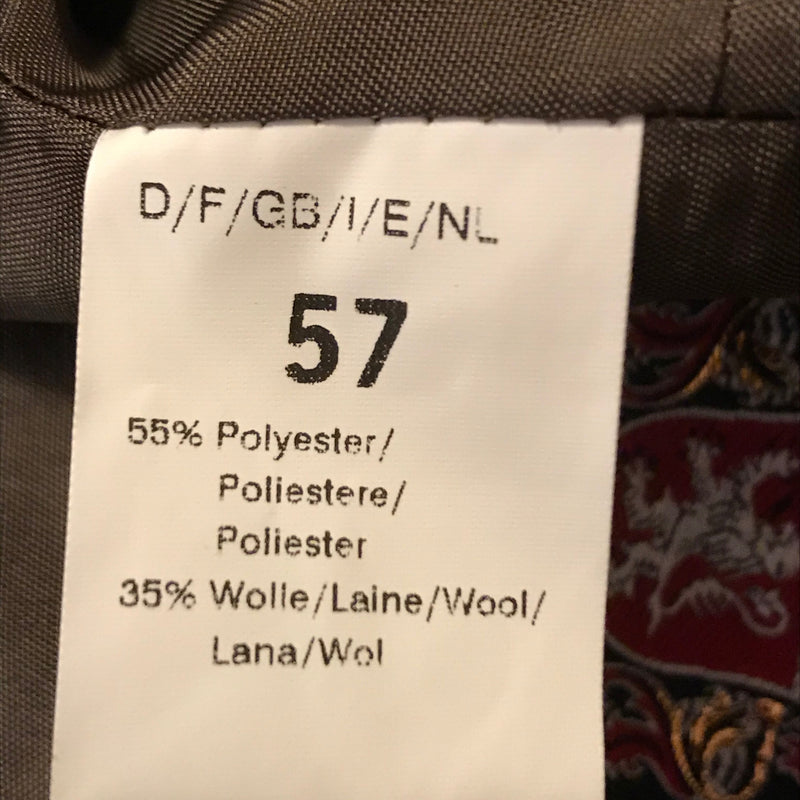 D/F/GB/I/E/NL
57
55% Polyester/
Poliestere/
Poliester
35% Wolle/Laine/Wool/
Lana/Wol